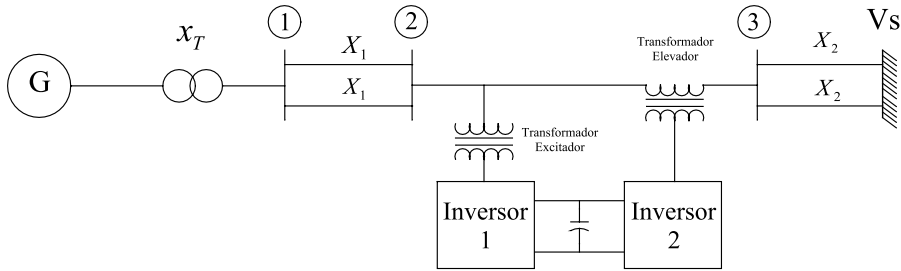 G
x_T
1
X_1
X_1
2
Transformador
Elevador
3
X_2
X_2
Vs
Transformador
Excitador
Inversor
1
Inversor
2